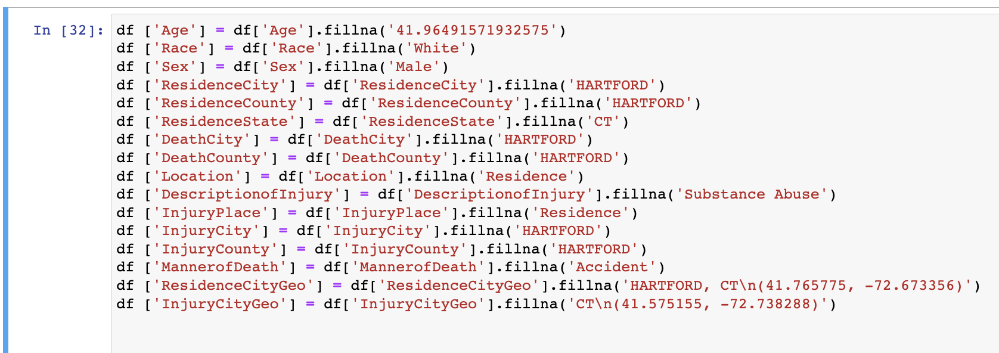 In [32]: df ['Age'] = df['Age'].fillna('41.96491571932575')
df ['Race'] = df['Race'].fillna('White')
df ['Sex'] = df['Sex'].fillna('Male')
df ['ResidenceCity'] = df['ResidenceCity'].fillna('HARTFORD')
df ['ResidenceCounty'] = df['ResidenceCounty'].fillna('HARTFORD')
df ['ResidenceState'] = df['ResidenceState'].fillna('CT')
df ['DeathCity'] = df['DeathCity'].fillna('HARTFORD')
df ['DeathCounty'] = df['DeathCounty'].fillna('HARTFORD')
df ['Location'] = df['Location'].fillna('Residence')
df ['DescriptionofInjury'] = df['DescriptionofInjury'].fillna('Substance Abuse')
df ['InjuryPlace'] = df['InjuryPlace'].fillna('Residence')
df ['InjuryCity'] = df['InjuryCity'].fillna('HARTFORD')
df ['InjuryCounty'] = df['InjuryCounty'].fillna('HARTFORD')
df ['MannerofDeath'] = df['MannerofDeath'].fillna('Accident')
df ['ResidenceCityGeo'] = df['ResidenceCityGeo'].fillna('HARTFORD, CT\n(41.765775, -72.673356)')
df ['InjuryCityGeo'] = df['InjuryCityGeo'].fillna('CT\n(41.575155, -72.738288)')